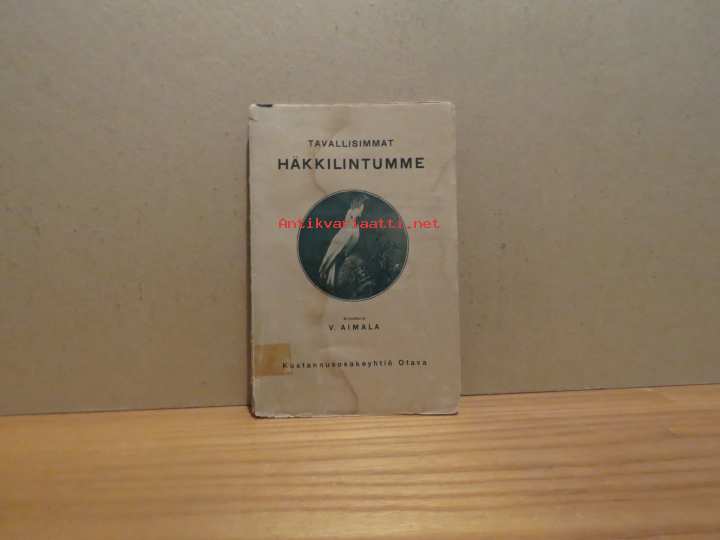 TAVALLISIMMAT
HÄKKILINTUMME
Antikvariaatti.net
V. AIMALA
Kustannusosakeyhtiö Otava